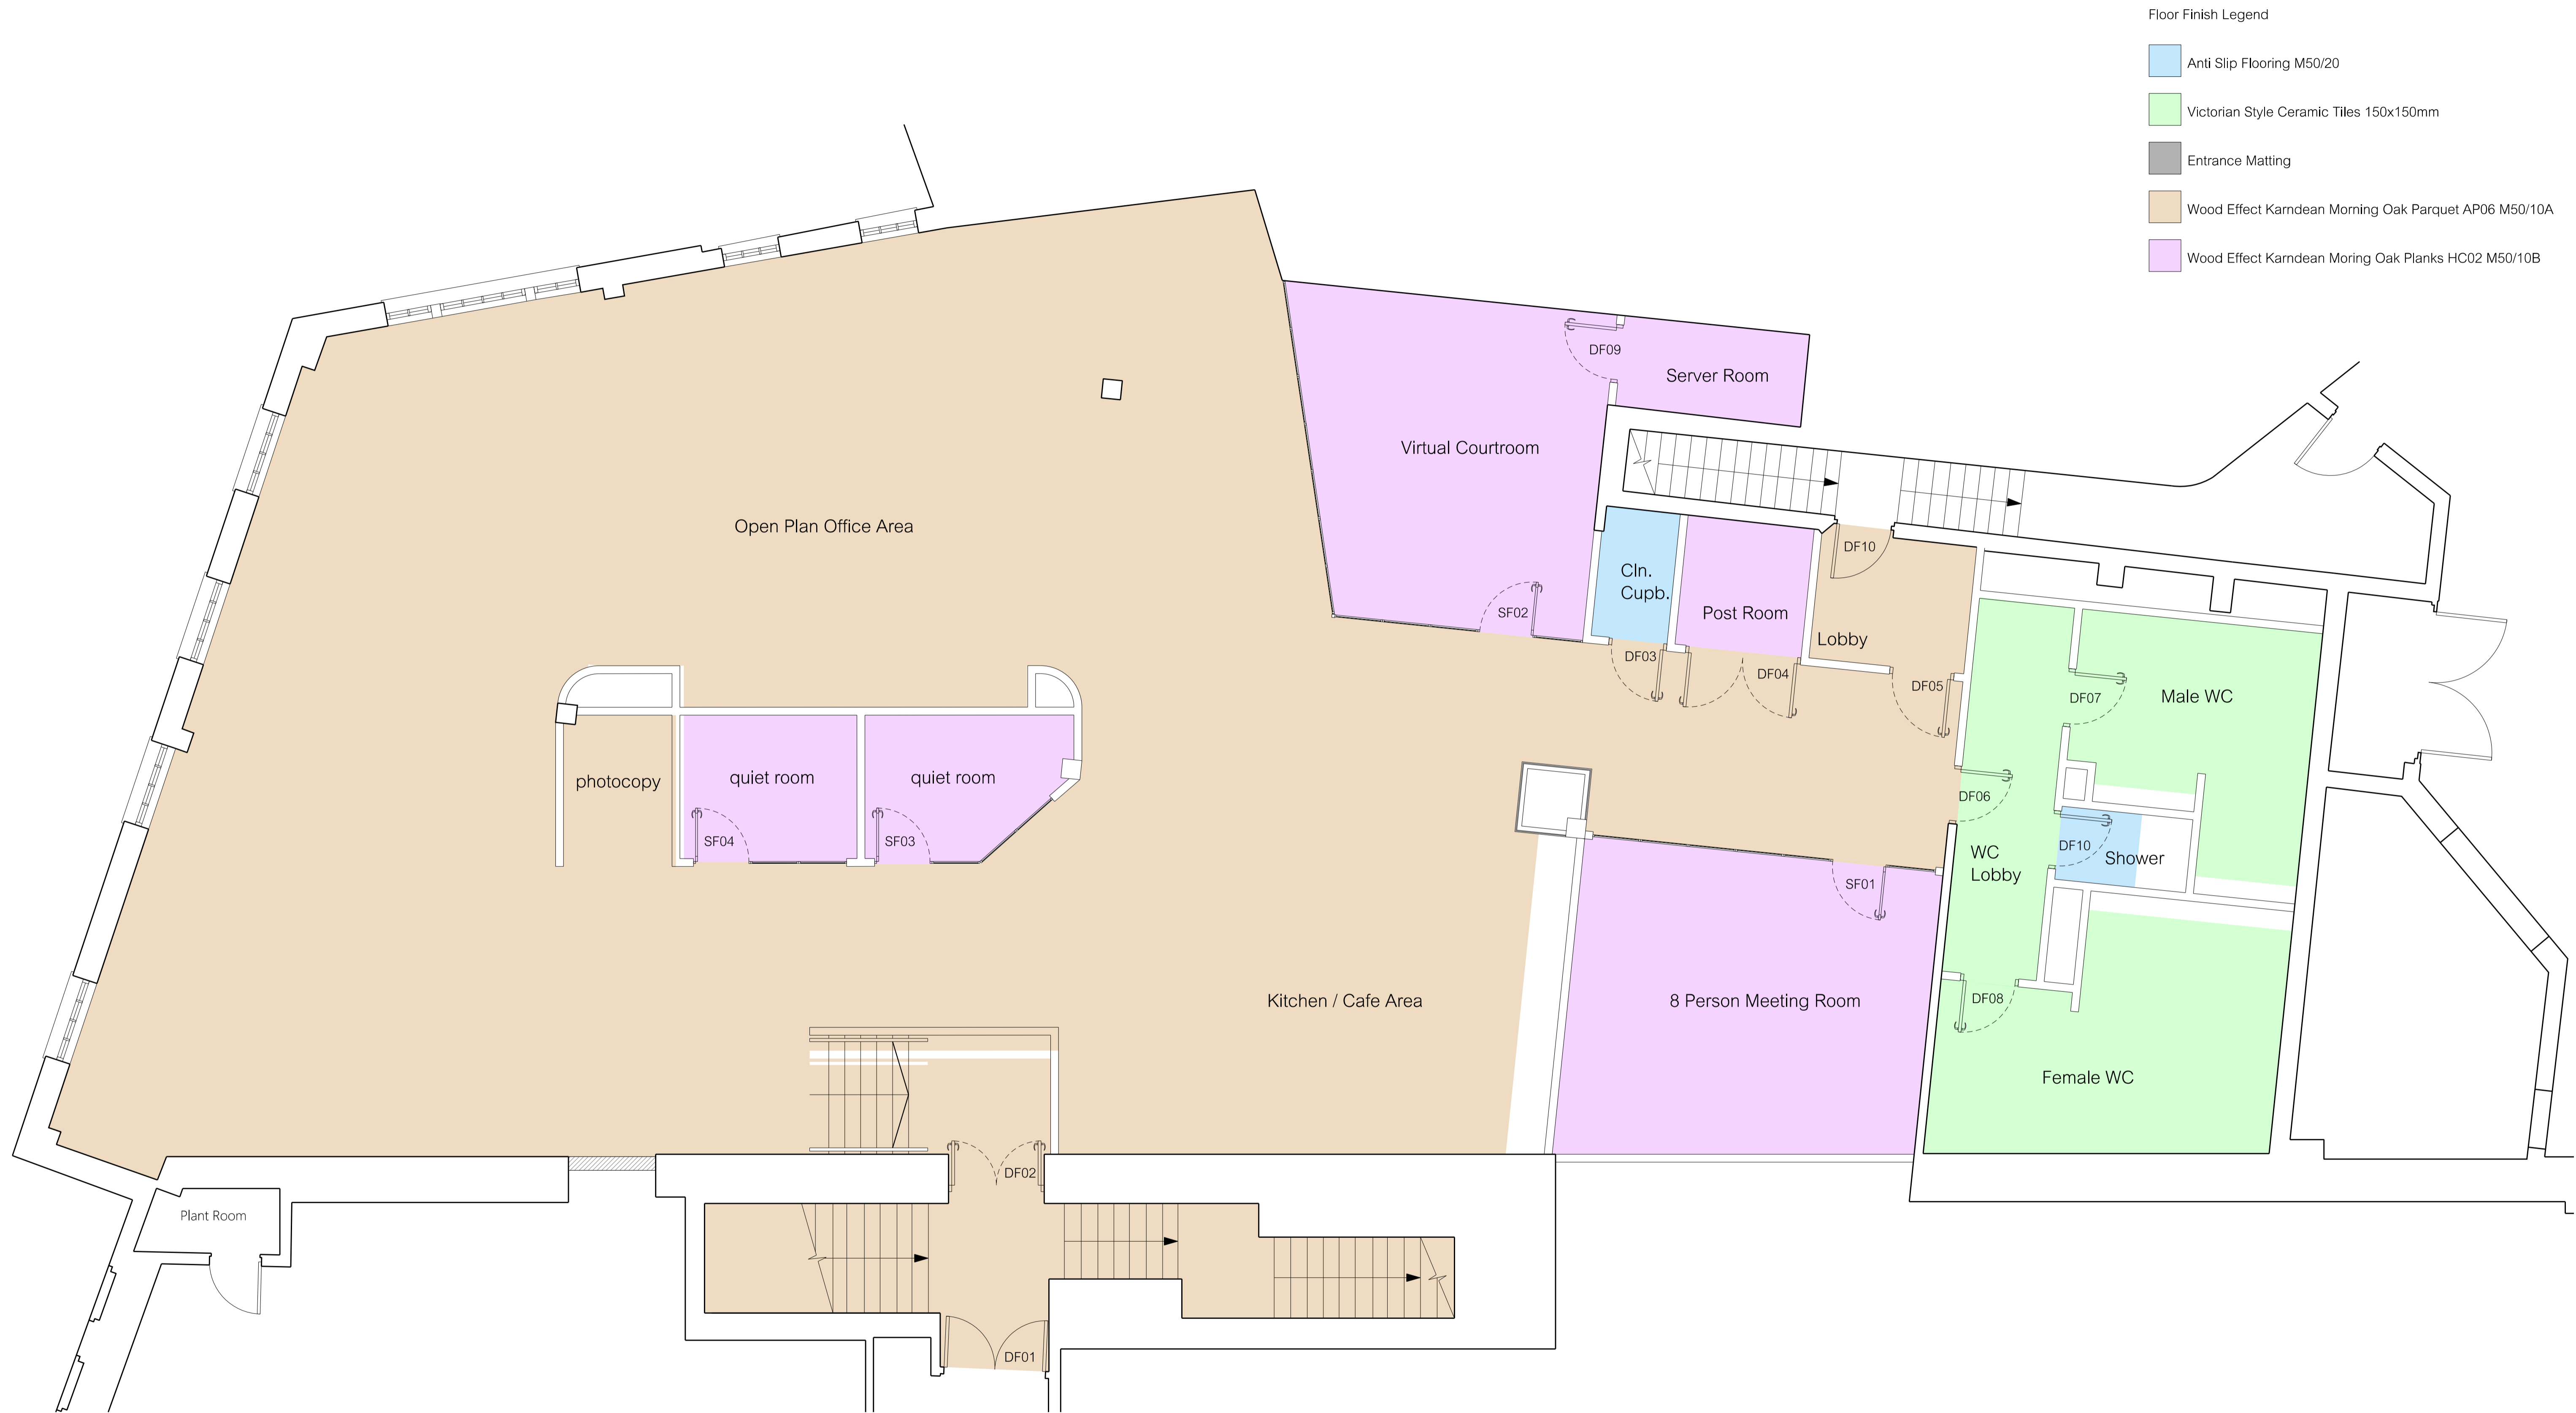 Floor Finish Legend
Anti Slip Flooring M50/20
Victorian Style Ceramic Tiles 150x150mm
Entrance Matting
Wood Effect Karndean Morning Oak Parquet AP06 M50/10A
Wood Effect Karndean Moring Oak Planks HC02 M50/10B
DF09
Server Room
Virtual Courtroom
Open Plan Office Area
DF10
Cln.
Cupb.
SF02
Post Room
Lobby
DF03
DF04
DF05
DF07
Male WC
photocopy
quiet room
quiet room
SF04
SF03
DF06
DF10
Shower
WC
Lobby
SF01
Kitchen / Cafe Area
8 Person Meeting Room
DF08
Female WC
DF02
Plant Room
DF01